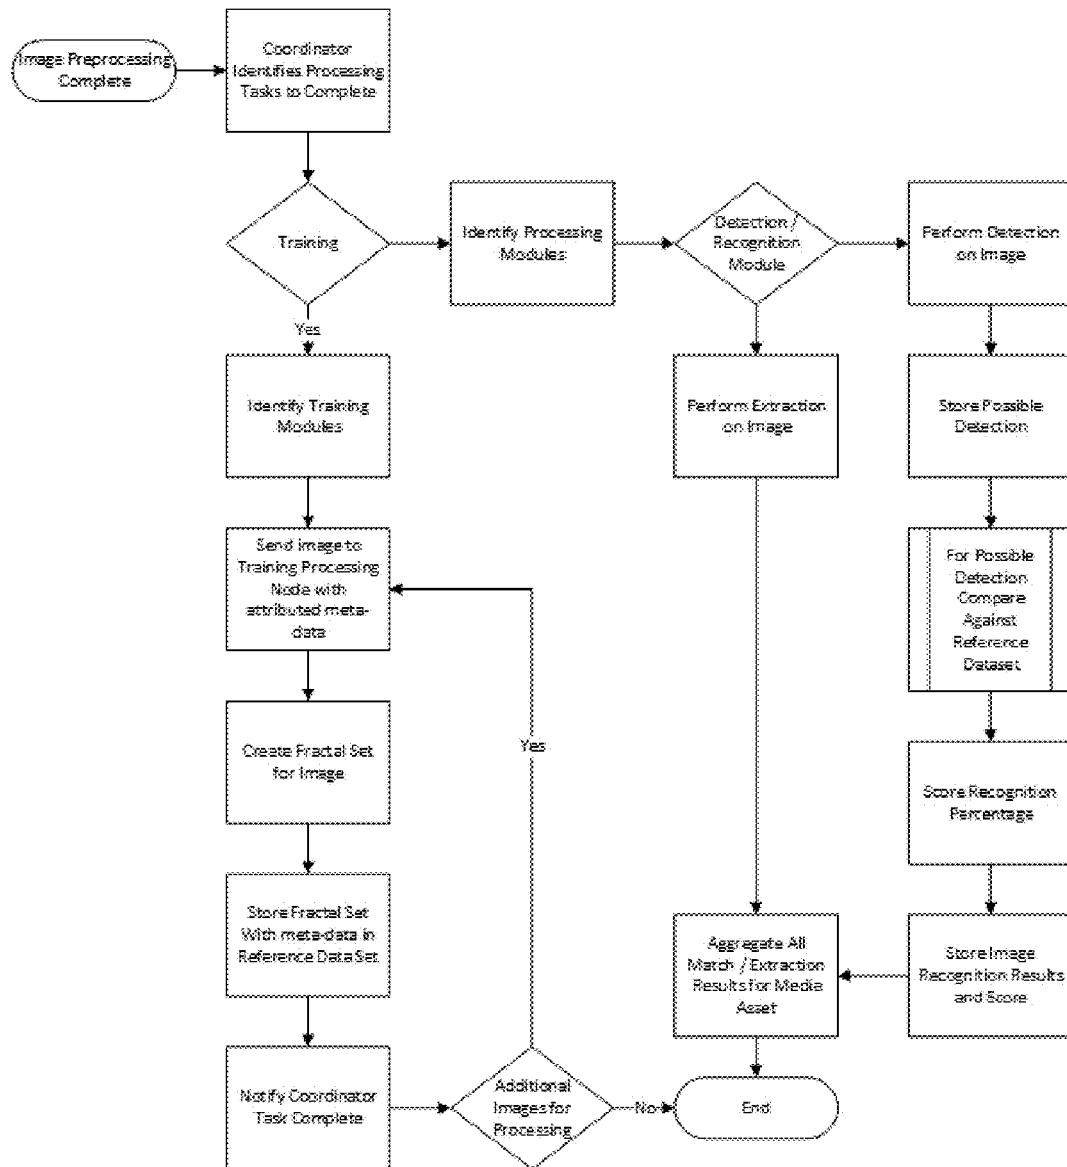 Image Preprocessing
Complete
Coordinator
Identifies Processing
Tasks to Complete
Training
Identify Processing
Modules
Detection /
Recognition
Module
Perform Detection
on Image
Yes
Identify Training
Modules
Perform Extraction
on Image
Store Possible
Detection
Send image to
Training Processing
Node with
attributed meta-
data
For Possible
Detection
Compare
Against
Reference
Dataset
Create Fractal Set
for Image
Yes
Store Recognition
Percentage
Store Fractal Set
With meta-data in
Reference Data Set
Aggregate All
Match / Extraction
Results for Media
Asset
Store Image
Recognition Results
and Score
Notify Coordinator
Task Complete
Additional
Images for
Processing
No
End